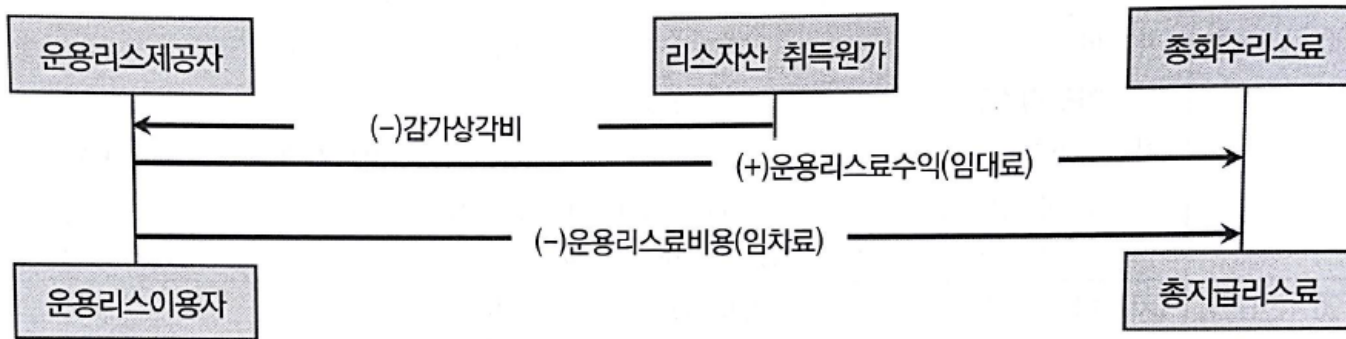 운용리스제공자
리스자산 취득원가
총회수리스료
(−)감가상각비
(+)운용리스료수익(임대료)
(−)운용리스료비용(임차료)
운용리스이용자
총지급리스료